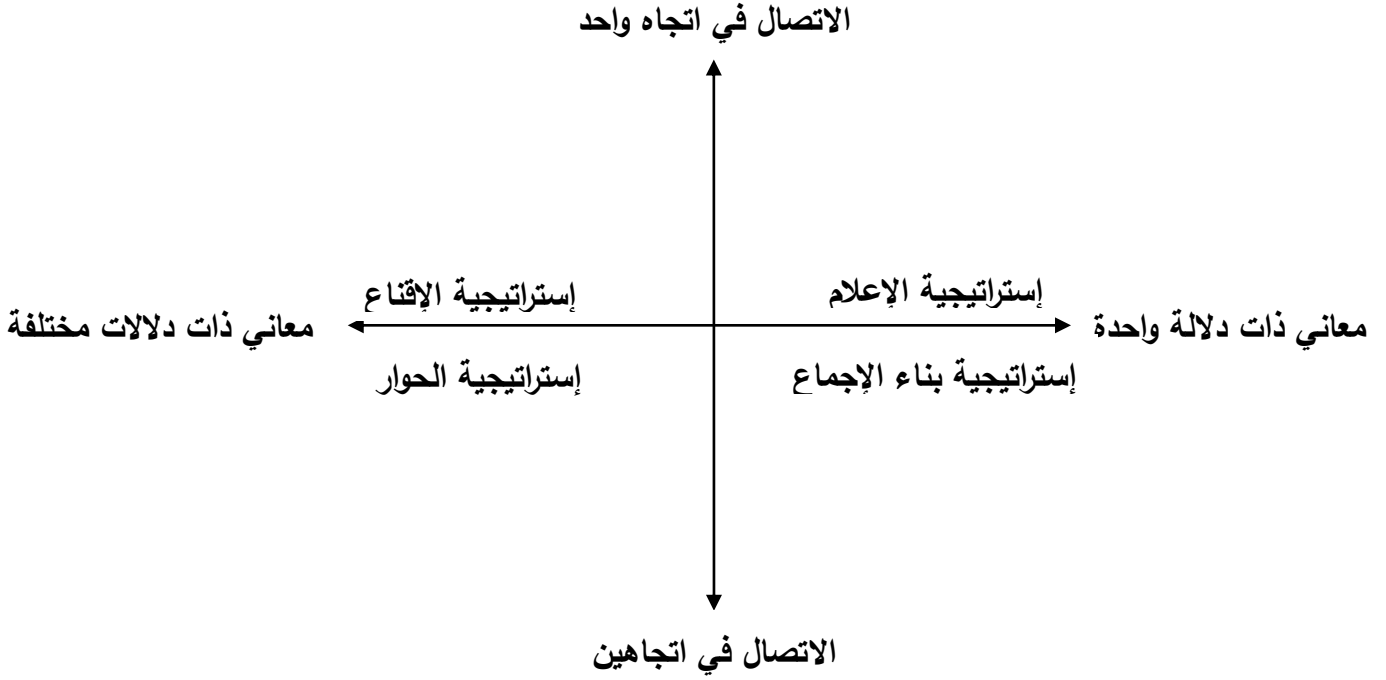 الاتصال في اتجاه واحد
إستراتيجية الإعلام
إستراتيجية الإقناع
معاني ذات دلالة واحدة
معاني ذات دلالات مختلفة
إستراتيجية بناء الإجماع
إستراتيجية الحوار
الاتصال في اتجاهين